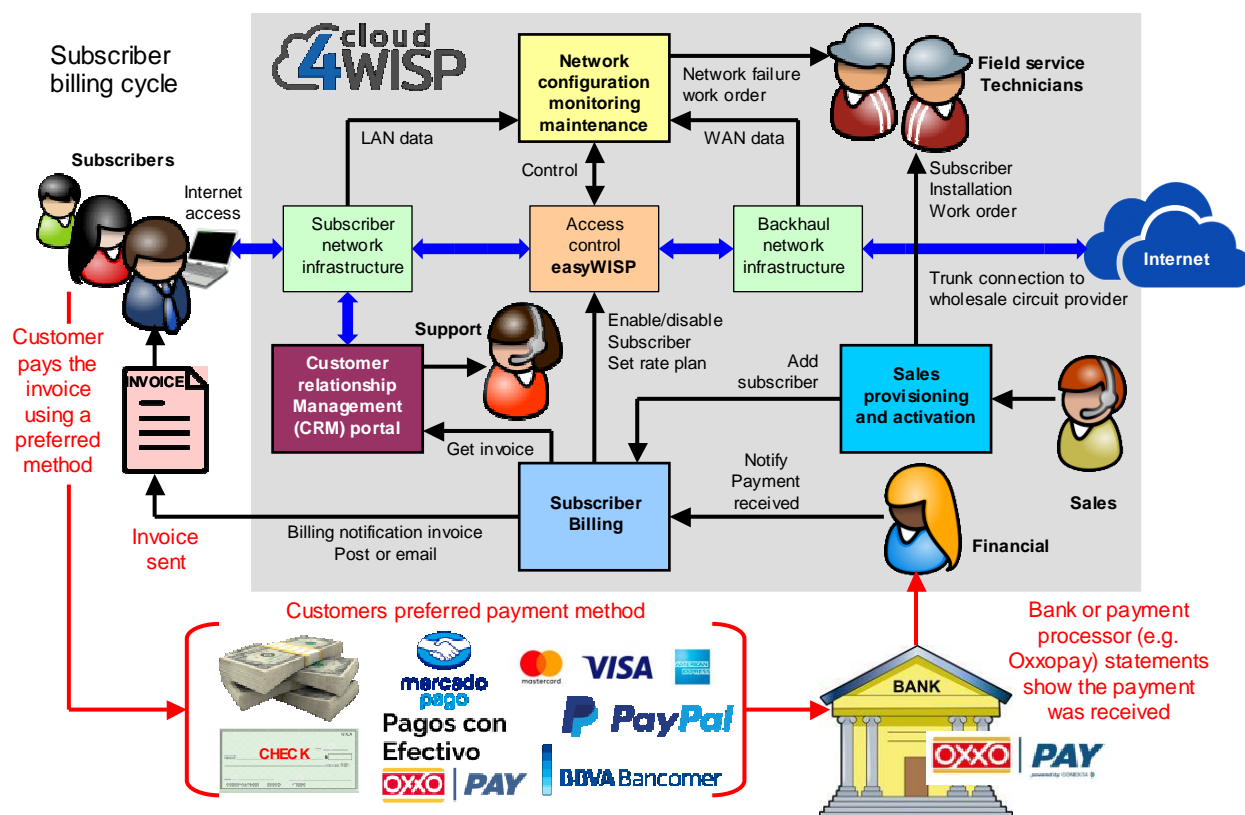 Subscriber
billing cycle
cloud
4WISP
Network
configuration
monitoring
maintenance
Network failure
work order
Field service
Technicians
LAN data
WAN data
Subscribers
Internet
access
Control
Subscriber
Installation
Work order
Subscriber
network
infrastructure
Access
control
easyWISP
Backhaul
network
infrastructure
Internet
Trunk connection to
wholesale circuit provider
Customer
pays the
invoice
using a
preferred
method
INVOICE
Support
Customer
relationship
Management
(CRM) portal
Enable/disable
Subscriber
Set rate plan
Add
subscriber
Sales
provisioning
and activation
Get invoice
Notify
Payment
received
Sales
Subscriber
Billing
Financial
Invoice
sent
Billing notification invoice
Post or email
Customers preferred payment method
Bank or payment
processor (e.g.
Oxxopay) statements
show the payment
was received
mercado
pago
mastercard
VISA
AMERICAN
EXPRESS
Pagos con
Efectivo
PayPal
CHECK
OXXO PAY
BBVA Bancomer
BANK
OXXO PAY